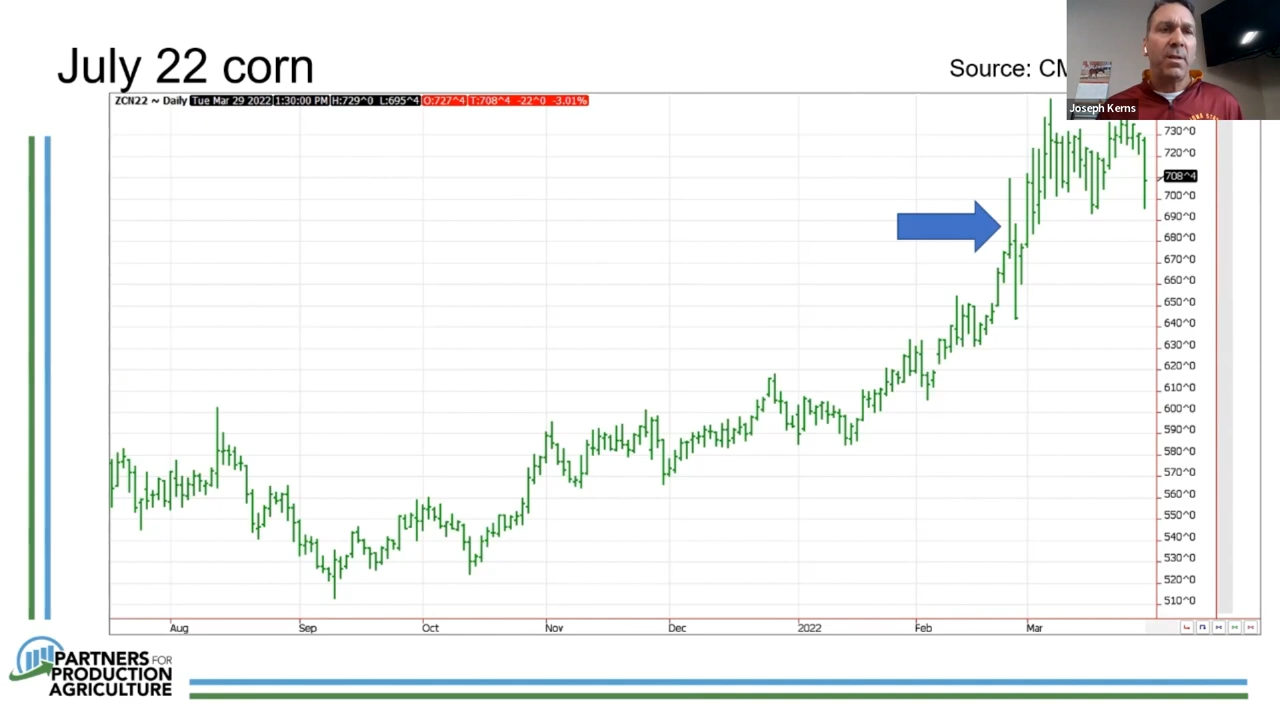 July 22 corn
Source: CM
Joseph Kerns
ZCN22 ~ Daily Tue Mar 29 2022 1:30:00 PM H:729^0 L:695^4 O:727^4 T:708^4 -22^0 -3.01%
730^0
720^0
708^4
700^0
690^0
680^0
670^0
660^0
650^0
640^0
630^0
620^0
610^0
600^0
590^0
580^0
570^0
560^0
550^0
540^0
530^0
520^0
510^0
Aug Sep Oct Nov Dec 2022 Feb Mar
PARTNERS FOR
PRODUCTION
AGRICULTURE